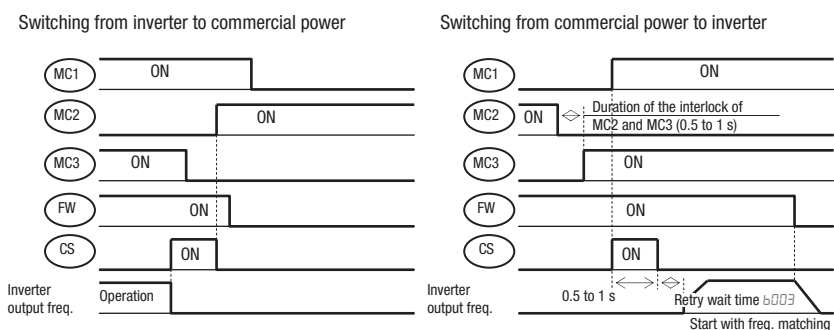 Switching from inverter to commercial power
MC1
ON
MC2
ON
MC3
ON
FW
ON
CS
ON
Inverter
output freq.
Operation
Switching from commercial power to inverter
MC1
ON
MC2
ON
Duration of the interlock of
MC2 and MC3 (0.5 to 1 s)
MC3
ON
FW
ON
CS
ON
Inverter
output freq.
0.5 to 1 s
Retry wait time b003
Start with freq. matching